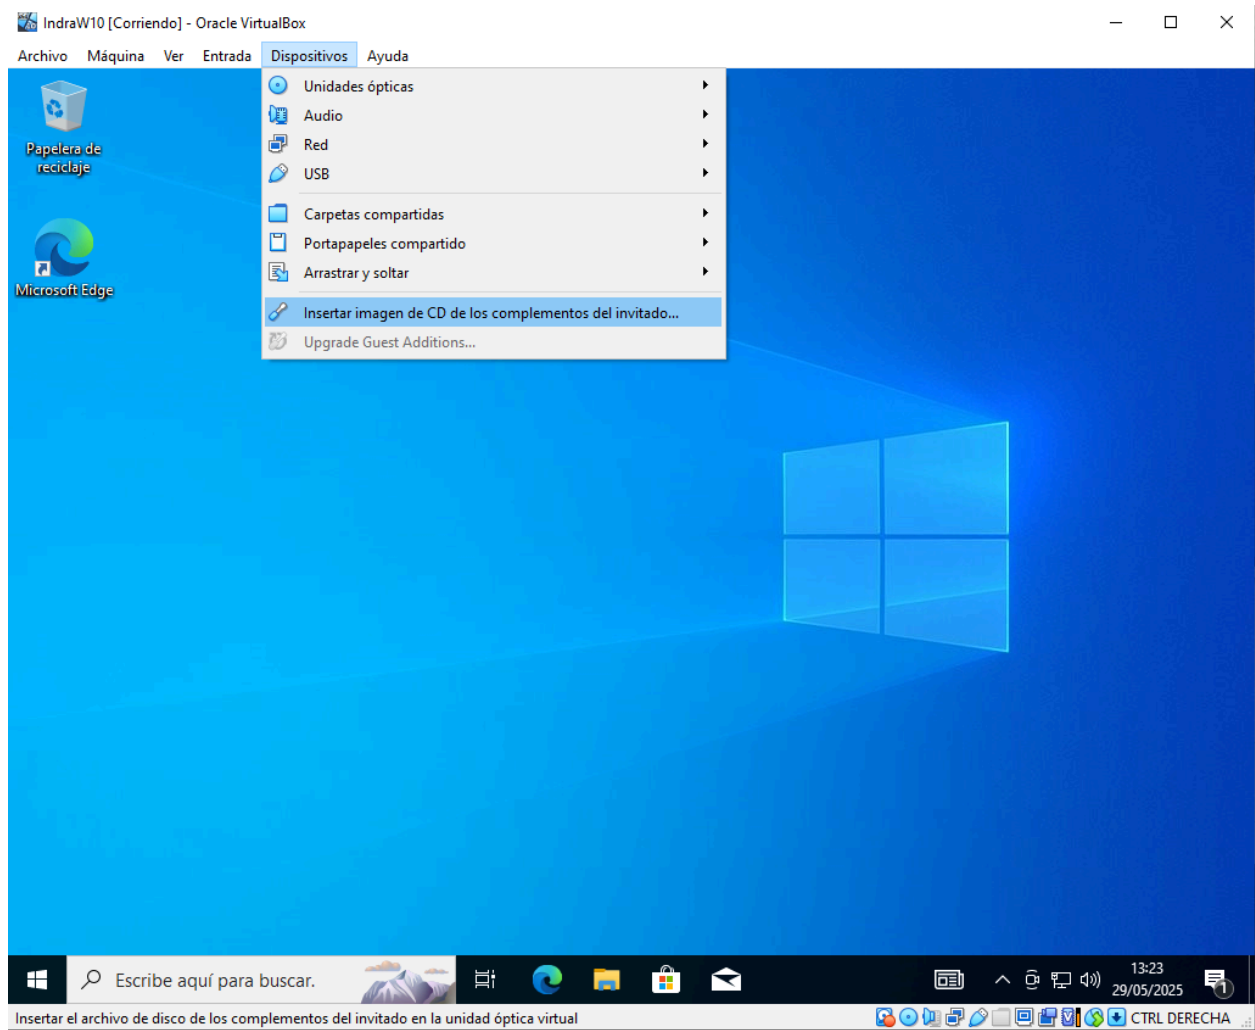 IndraW10 [Corriendo] - Oracle VirtualBox
Archivo Máquina Ver Entrada Dispositivos Ayuda
Unidades ópticas
Audio
Red
USB
Carpetas compartidas
Portapapeles compartido
Arrastrar y soltar
Insertar imagen de CD de los complementos del invitado...
Upgrade Guest Additions...
Papelera de
reciclaje
Microsoft Edge
Escribe aquí para buscar.
13:23
29/05/2025
1
Insertar el archivo de disco de los complementos del invitado en la unidad óptica virtual
CTRL DERECHA